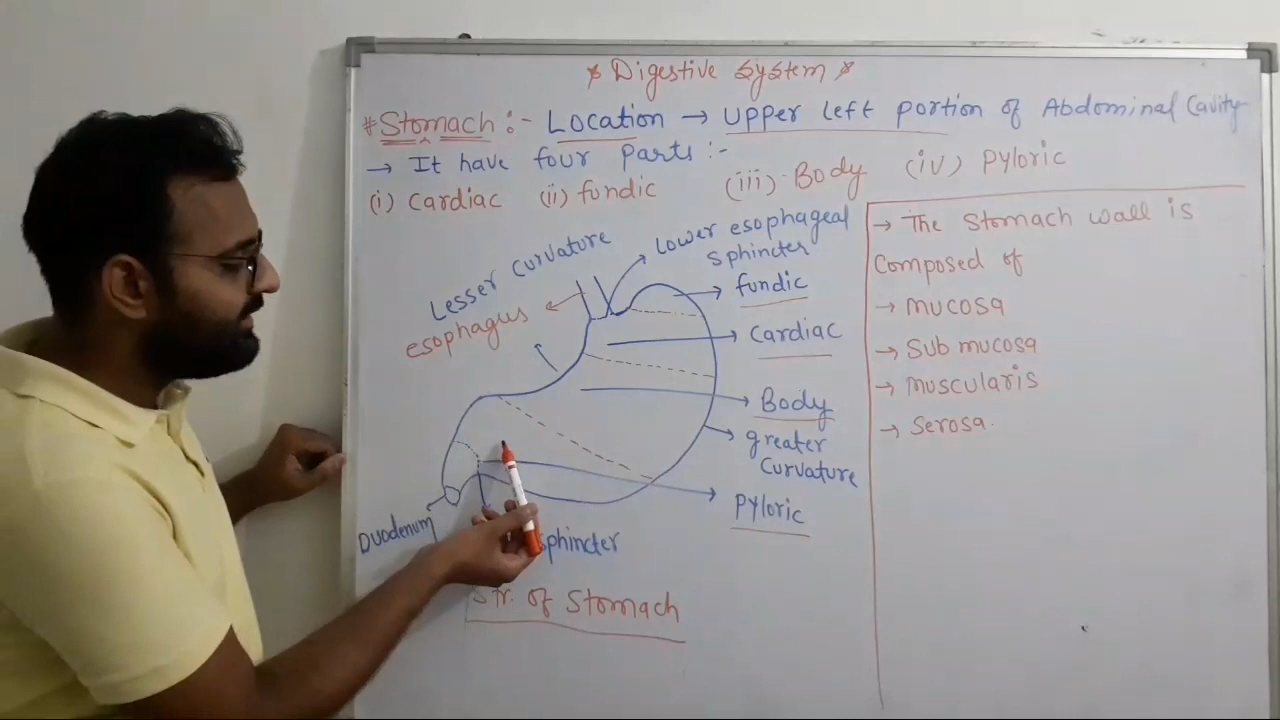 * Digestive System *
# Stomach :- Location → Upper left portion of Abdominal Cavity
→ It have four Parts :-
(i) Cardiac (ii) fundic (iii) Body (iv) Pyloric
Lesser curvature
esophagus
Lower esophageal
Sphincter
fundic
Cardiac
Body
greater
curvature
Pyloric
Duodenum
sphincter
Str. of Stomach
→ The Stomach wall is
Composed of
→ mucosa
→ Sub mucosa
→ muscularis
→ Serosa.